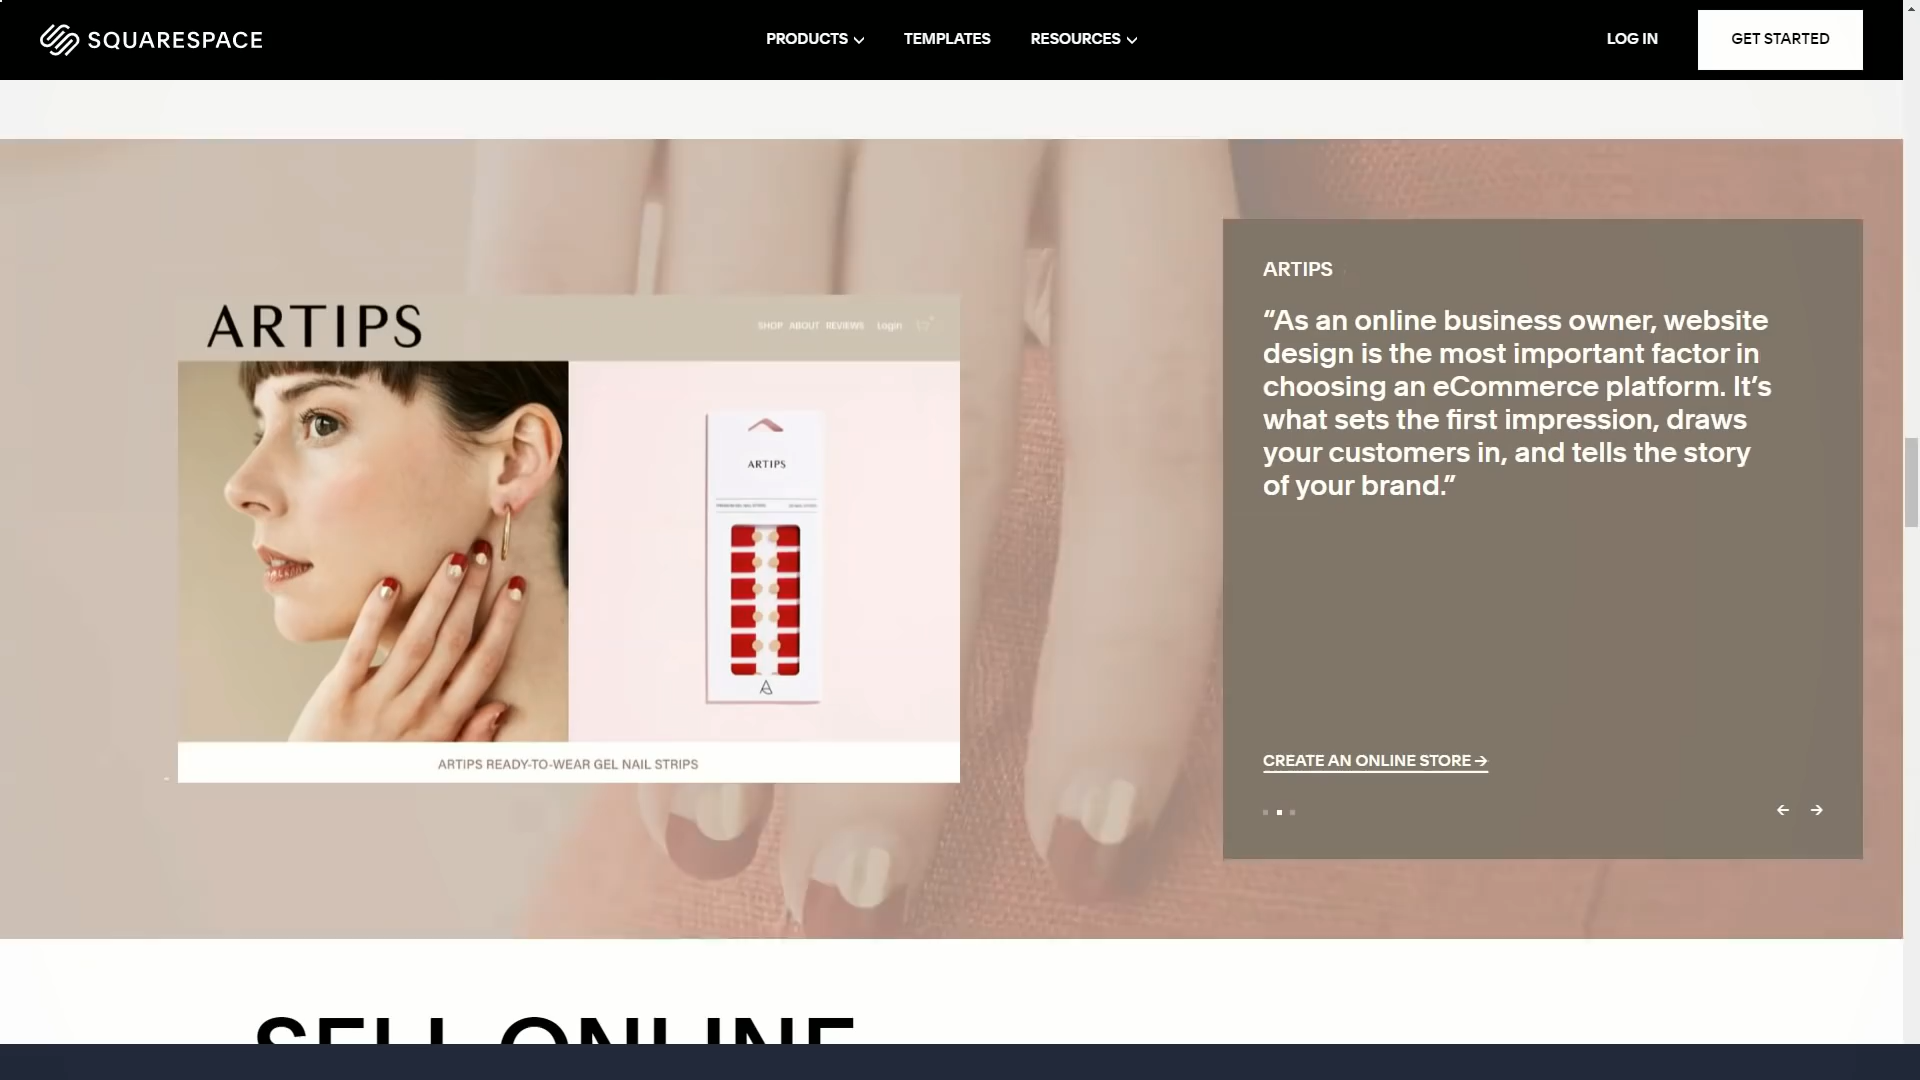 SQUARESPACE
PRODUCTS
TEMPLATES
RESOURCES
LOG IN
GET STARTED
ARTIPS
SHOP ABOUT REVIEWS Login
ARTIPS
ARTIPS READY-TO-WEAR GEL NAIL STRIPS
ARTIPS
“As an online business owner, website
design is the most important factor in
choosing an eCommerce platform. It’s
what sets the first impression, draws
your customers in, and tells the story
of your brand.”
CREATE AN ONLINE STORE →
SELL ONLINE